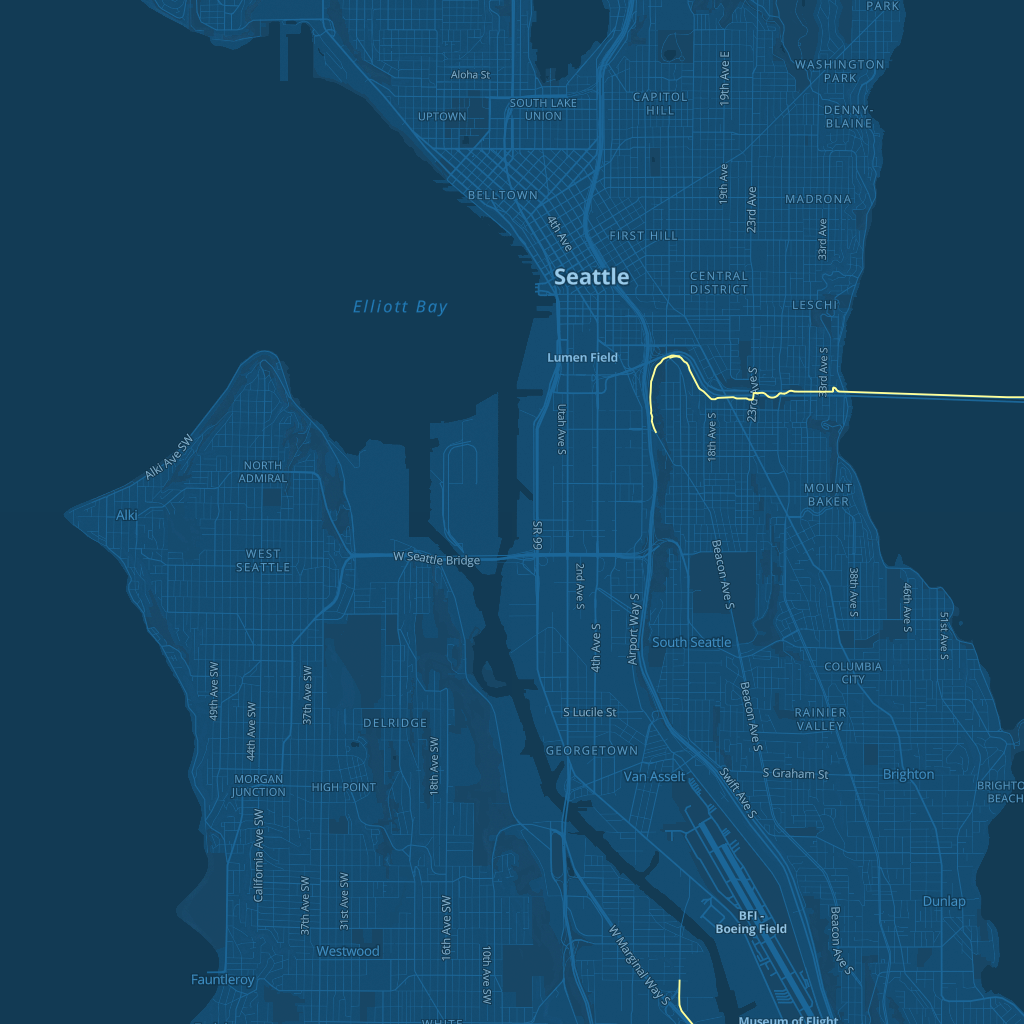 PARK
WASHINGTON
PARK
Aloha St
19th Ave E
CAPITOL
HILL
SOUTH LAKE
UNION
UPTOWN
DENNY-
BLAINE
BELLTOWN
19th Ave
23rd Ave
MADRONA
4th Ave
FIRST HILL
33rd Ave
Seattle
CENTRAL
DISTRICT
Elliott Bay
LESCHI
Lumen Field
33rd Ave S
23rd Ave S
Utah Ave S
18th Ave S
Alki Ave SW
NORTH
ADMIRAL
MOUNT
BAKER
Alki
SR 99
WEST
SEATTLE
W Seattle Bridge
2nd Ave S
Beacon Ave S
38th Ave S
46th Ave S
51st Ave S
Airport Way S
4th Ave S
South Seattle
COLUMBIA
CITY
49th Ave SW
37th Ave SW
44th Ave SW
DELRIDGE
S Lucile St
Beacon Ave S
RAINIER
VALLEY
18th Ave SW
GEORGETOWN
MORGAN
JUNCTION
HIGH POINT
Van Asselt
Swift Ave S
S Graham St
Brighton
BRIGHTO
BEACH
California Ave SW
37th Ave SW
31st Ave SW
16th Ave SW
Dunlap
BFI -
Boeing Field
Beacon Ave S
Westwood
10th Ave SW
W Marginal Way S
Fauntleroy
WHITE
Museum of Flight